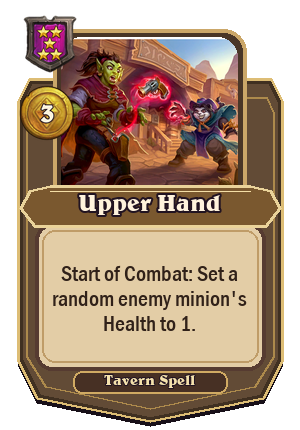 3
Upper Hand
Start of Combat: Set a
random enemy minion's
Health to 1.
Tavern Spell